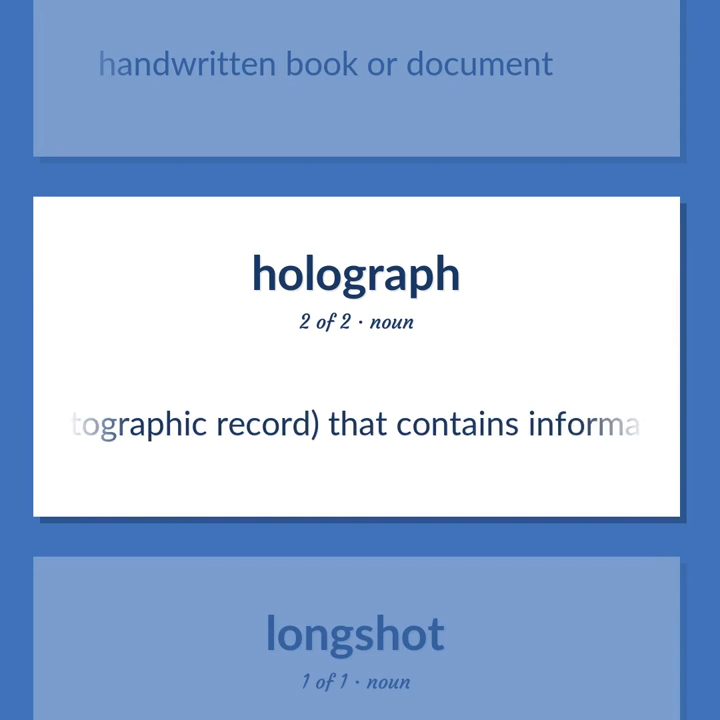 handwritten book or document
holograph
2 of 2 · noun
tographic record) that contains informa
longshot
1 of 1 · noun